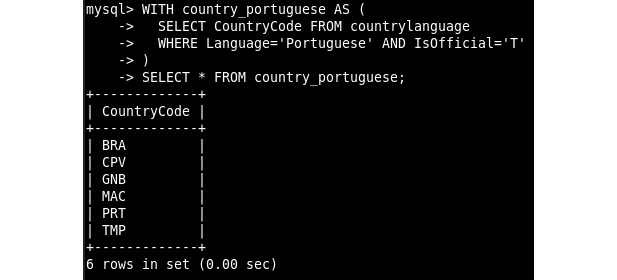 mysql> WITH country_portuguese AS (
    ->   SELECT CountryCode FROM countrylanguage
    ->   WHERE Language='Portuguese' AND IsOfficial='T'
    -> )
    -> SELECT * FROM country_portuguese;
+-------------+
| CountryCode |
+-------------+
| BRA         |
| CPV         |
| GNB         |
| MAC         |
| PRT         |
| TMP         |
+-------------+
6 rows in set (0.00 sec)